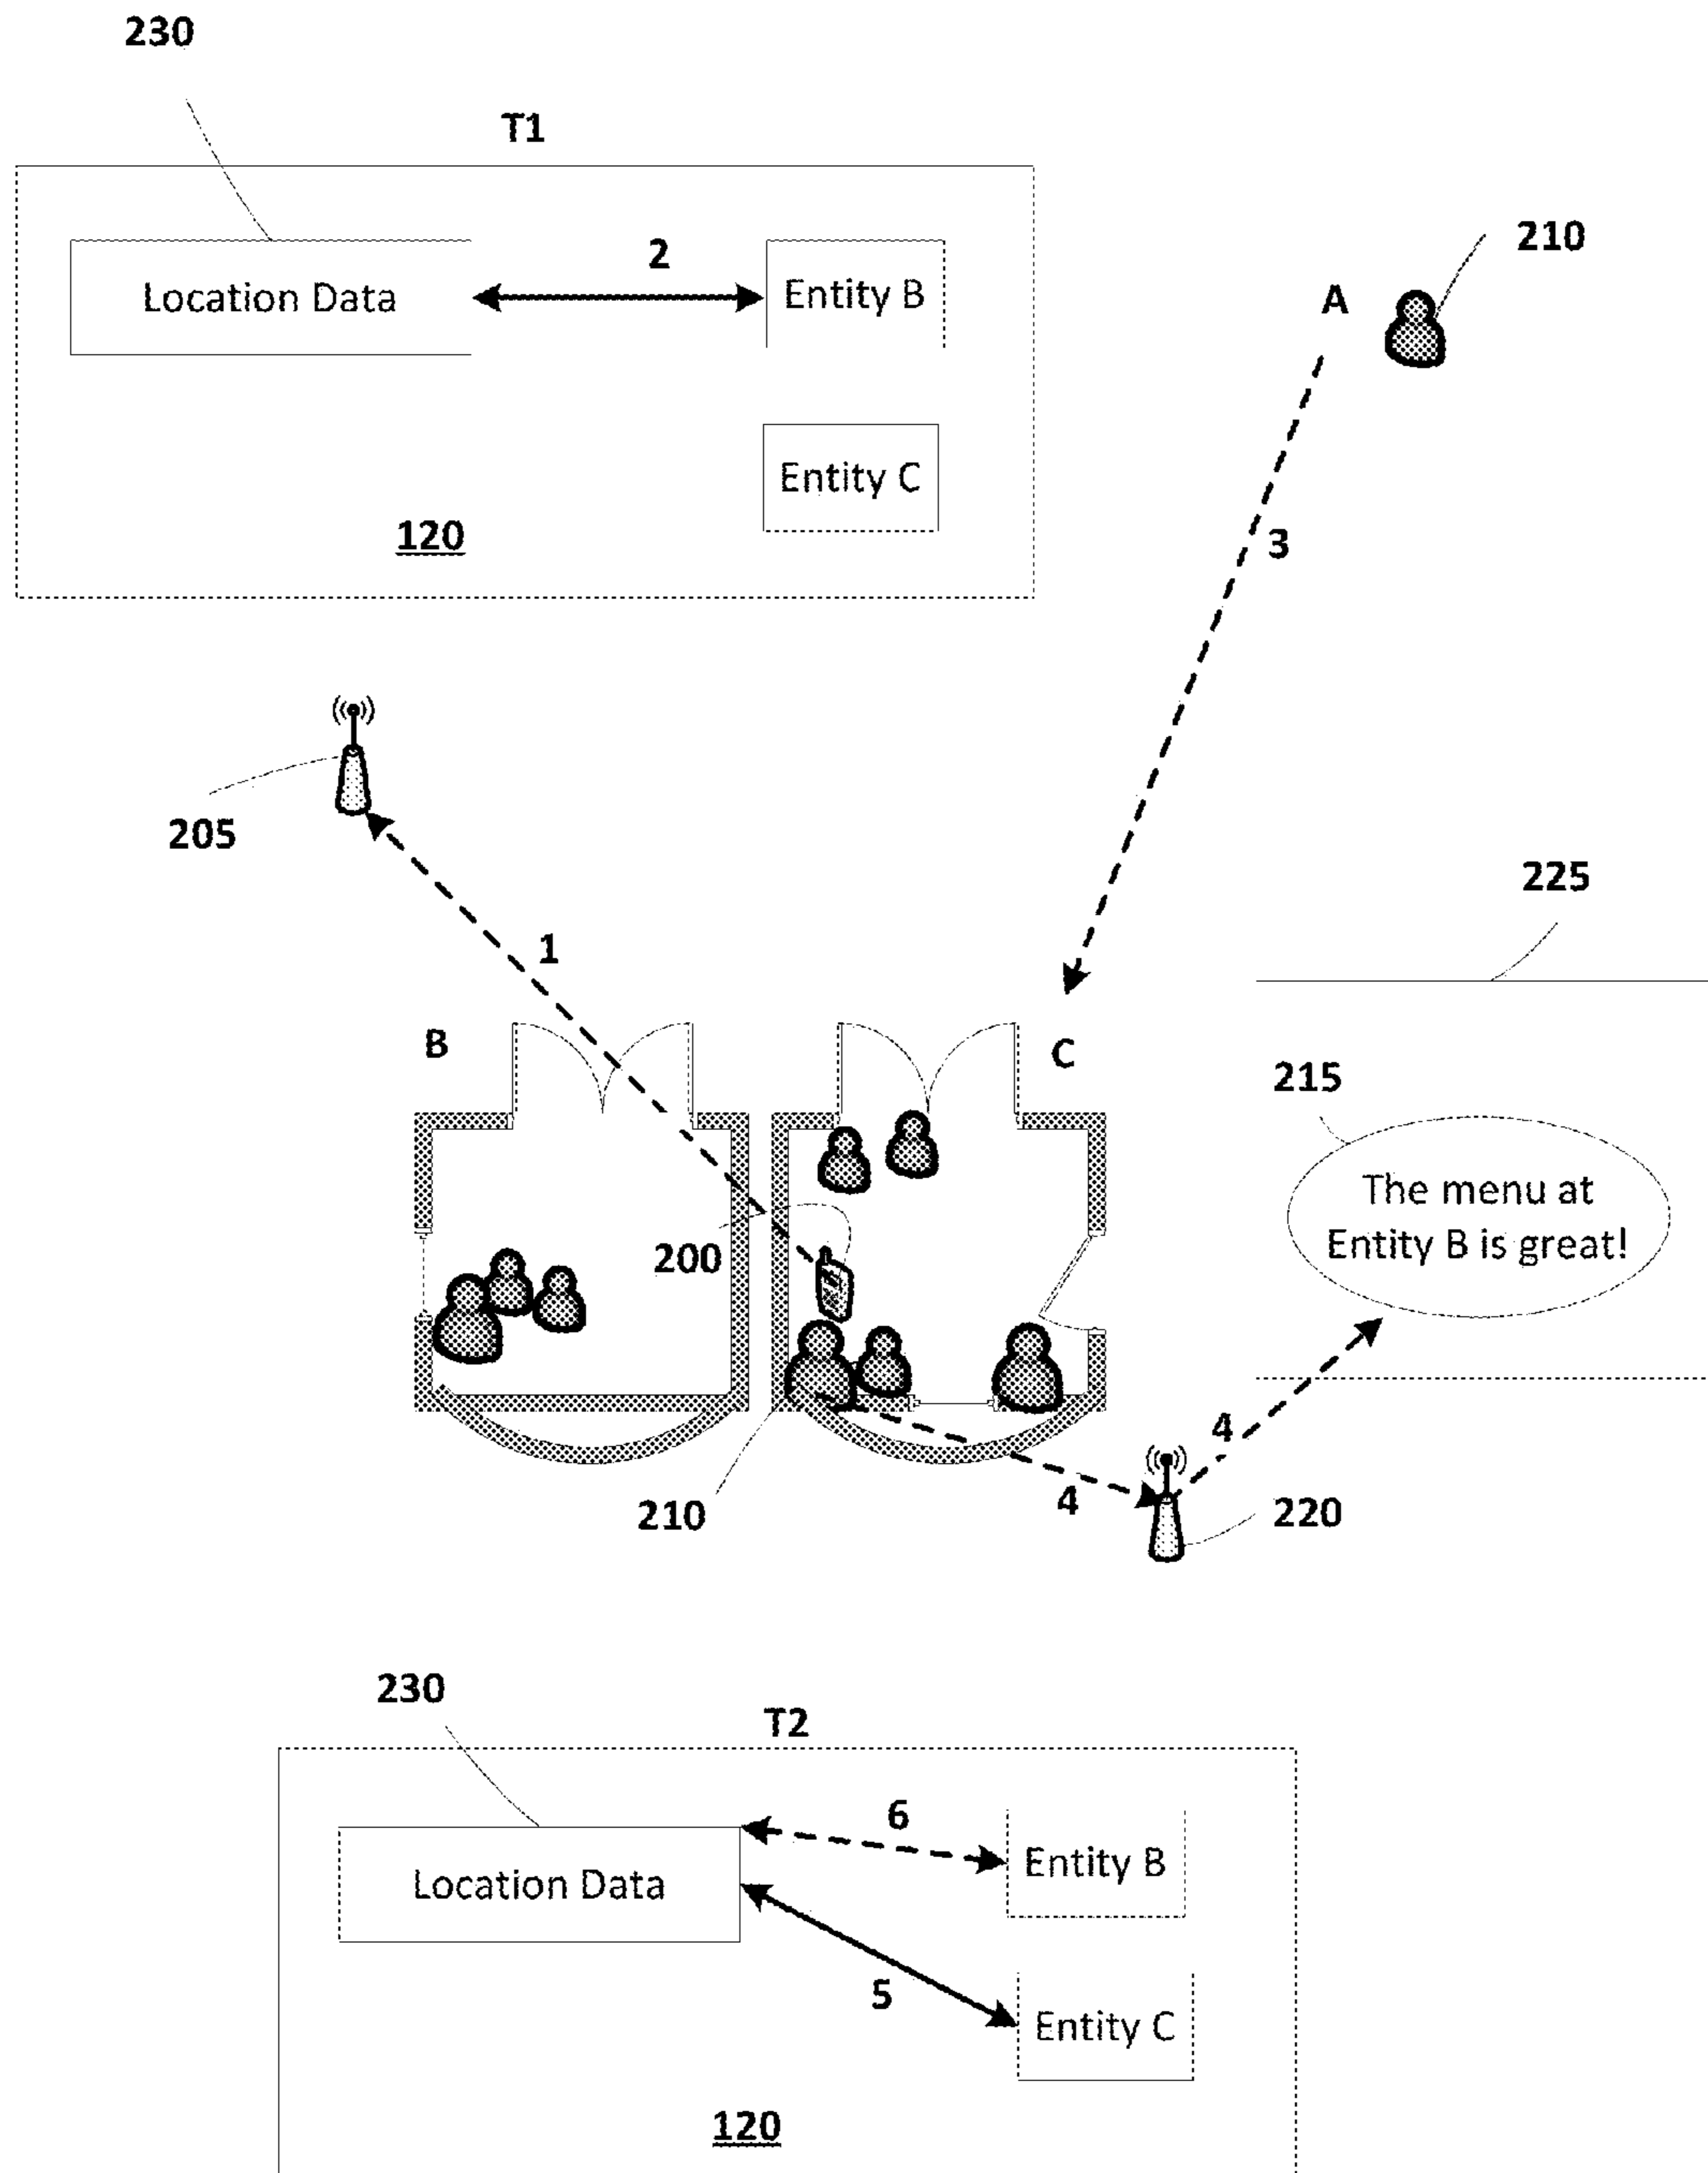 230
T1
210
2
Location Data
Entity B
A
Entity C
120
3
205
225
1
B
C
215
The menu at
Entity B is great!
200
4
4
210
220
230
T2
6
Location Data
Entity B
5
Entity C
120